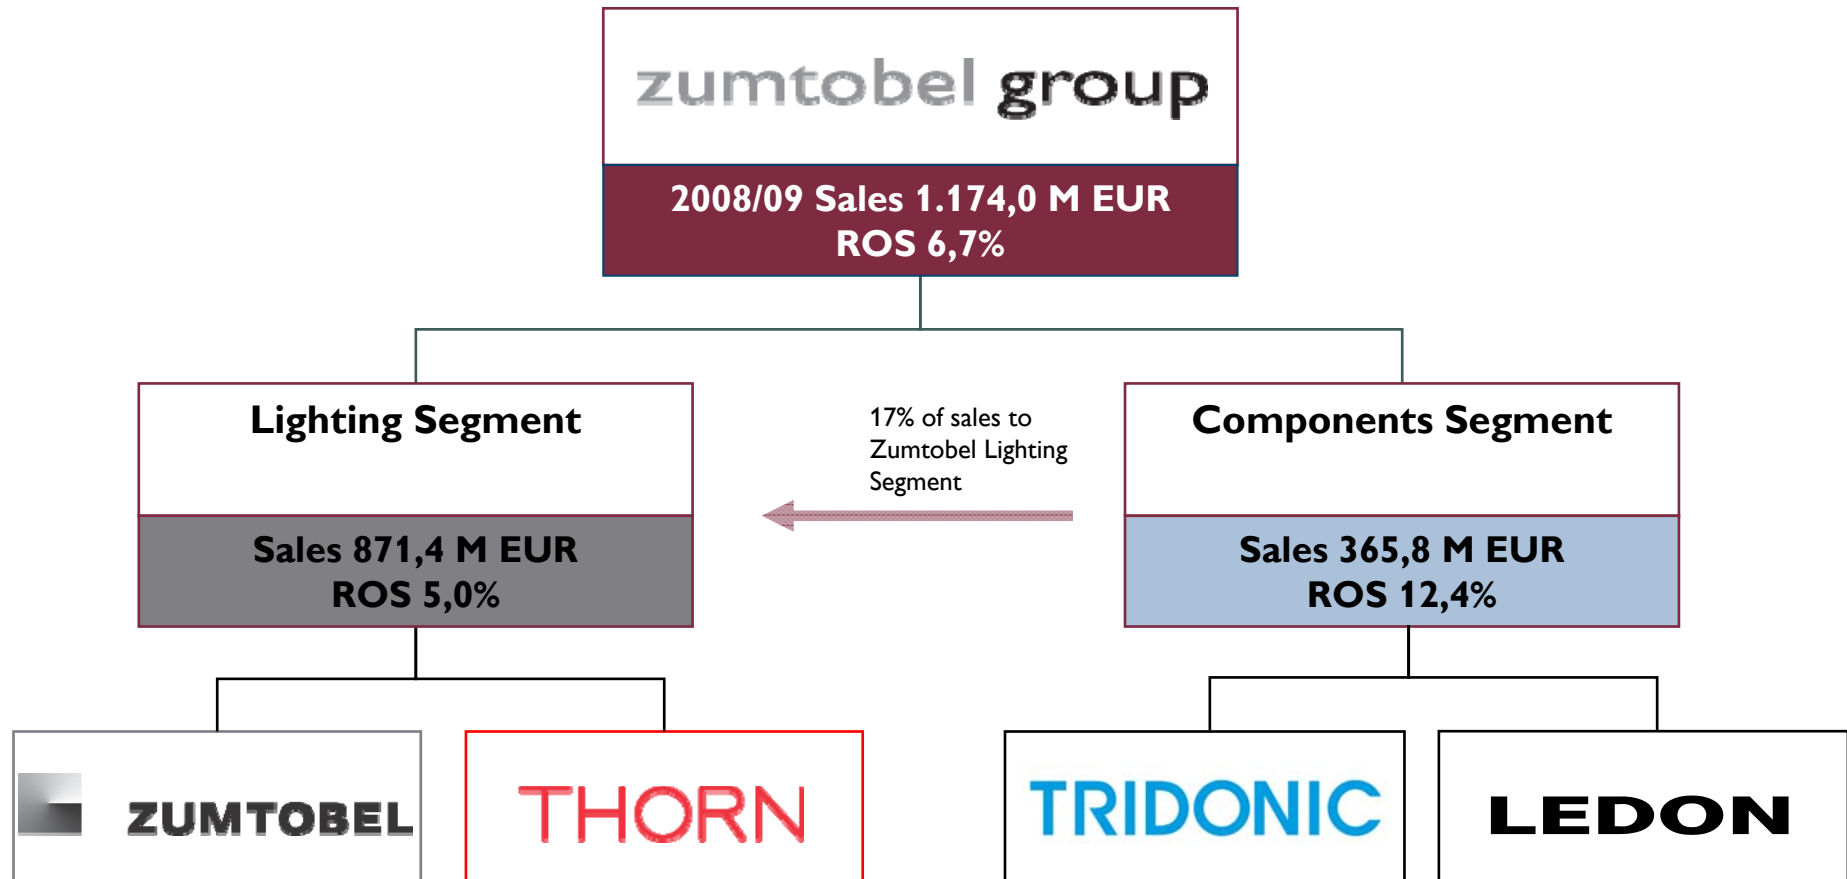 zumtobel group
2008/09 Sales 1.174,0 M EUR
ROS 6,7%
Lighting Segment
Sales 871,4 M EUR
ROS 5,0%
17% of sales to
Zumtobel Lighting
Segment
Components Segment
Sales 365,8 M EUR
ROS 12,4%
ZUMTOBEL
THORN
TRIDONIC
LEDON